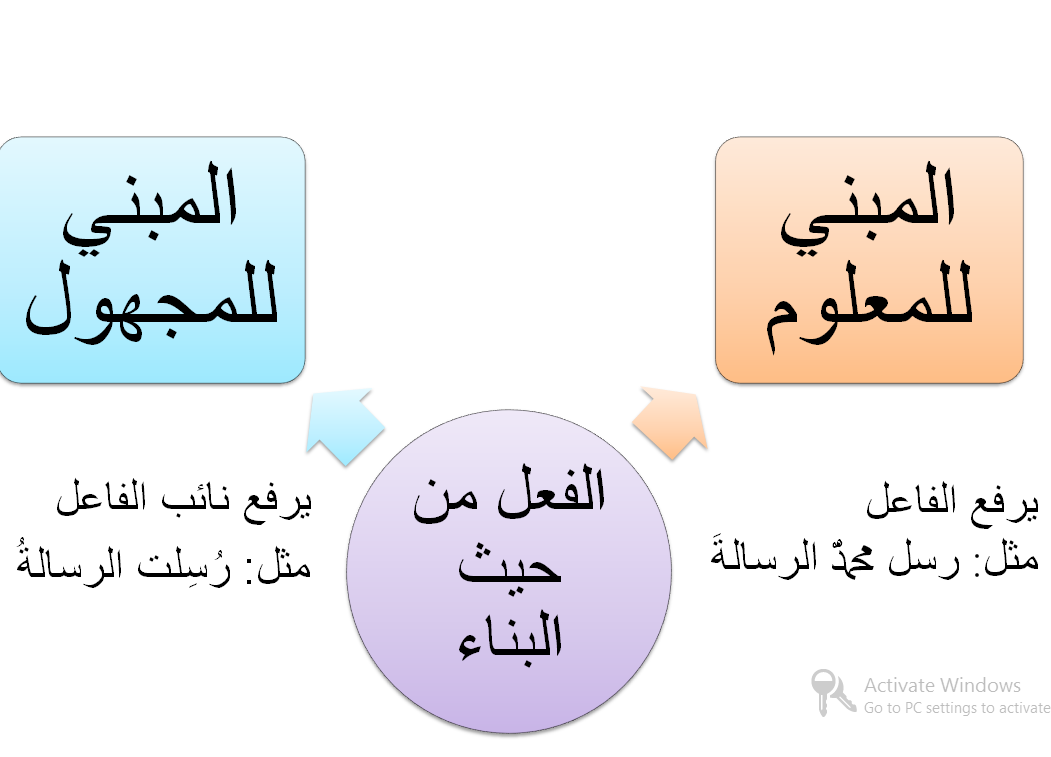 المبني
للمعلوم
المبني
للمجهول
الفعل من
حيث
البناء
يرفع الفاعل
مثل: رسل محمدٌ الرسالةَ
يرفع نائب الفاعل
مثل: رُسِلت الرسالةُ
Activate Windows
Go to PC settings to activate